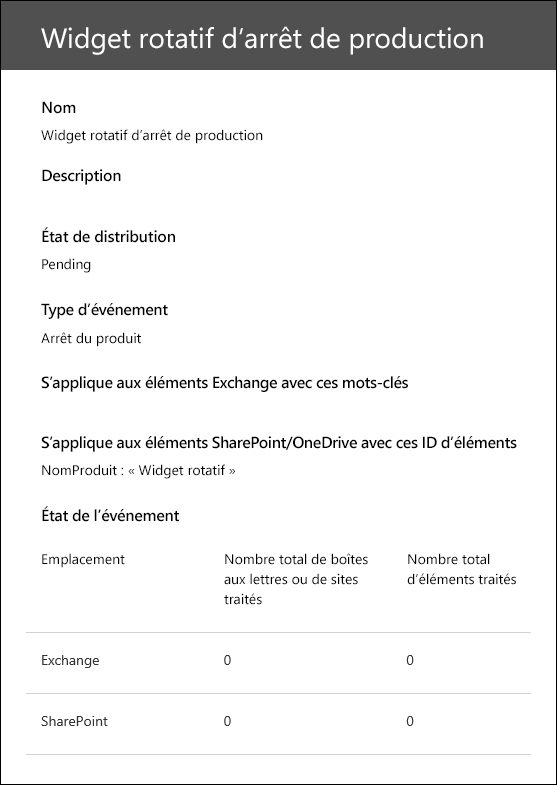 Widget rotatif d’arrêt de production
Nom
Widget rotatif d’arrêt de production
Description
État de distribution
Pending
Type d’événement
Arrêt du produit
S’applique aux éléments Exchange avec ces mots-clés
S’applique aux éléments SharePoint/OneDrive avec ces ID d’éléments
NomProduit : « Widget rotatif »
État de l’événement
Emplacement
Nombre total de boîtes
aux lettres ou de sites
traités
Nombre total
d’éléments traités
Exchange 0 0
SharePoint 0 0